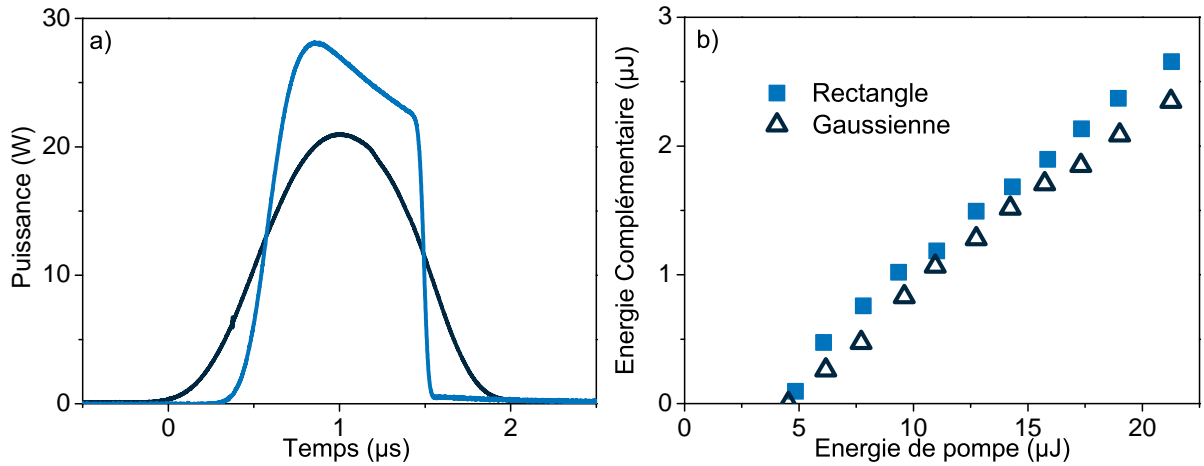 a)
30
20
10
0
Puissance (W)
0
1
2
Temps (µs)
b)
3
2
1
0
Energie Complémentaire (µJ)
Rectangle
Gaussienne
0
5
10
15
20
Energie de pompe (µJ)